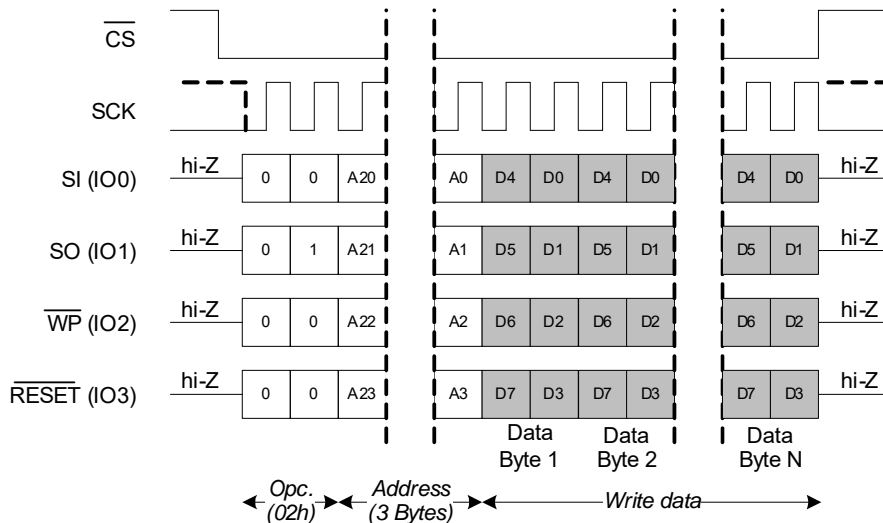 CS
SCK
SI (IO0) hi-Z 0 0 A20 A0 D4 D0 D4 D0 D4 D0 hi-Z
SO (IO1) hi-Z 0 1 A21 A1 D5 D1 D5 D1 D5 D1 hi-Z
WP (IO2) hi-Z 0 0 A22 A2 D6 D2 D6 D2 D6 D2 hi-Z
RESET (IO3) hi-Z 0 0 A23 A3 D7 D3 D7 D3 D7 D3 hi-Z
Data Data Data
Byte 1 Byte 2 Byte N
Opc. Address Write data
(02h) (3 Bytes)